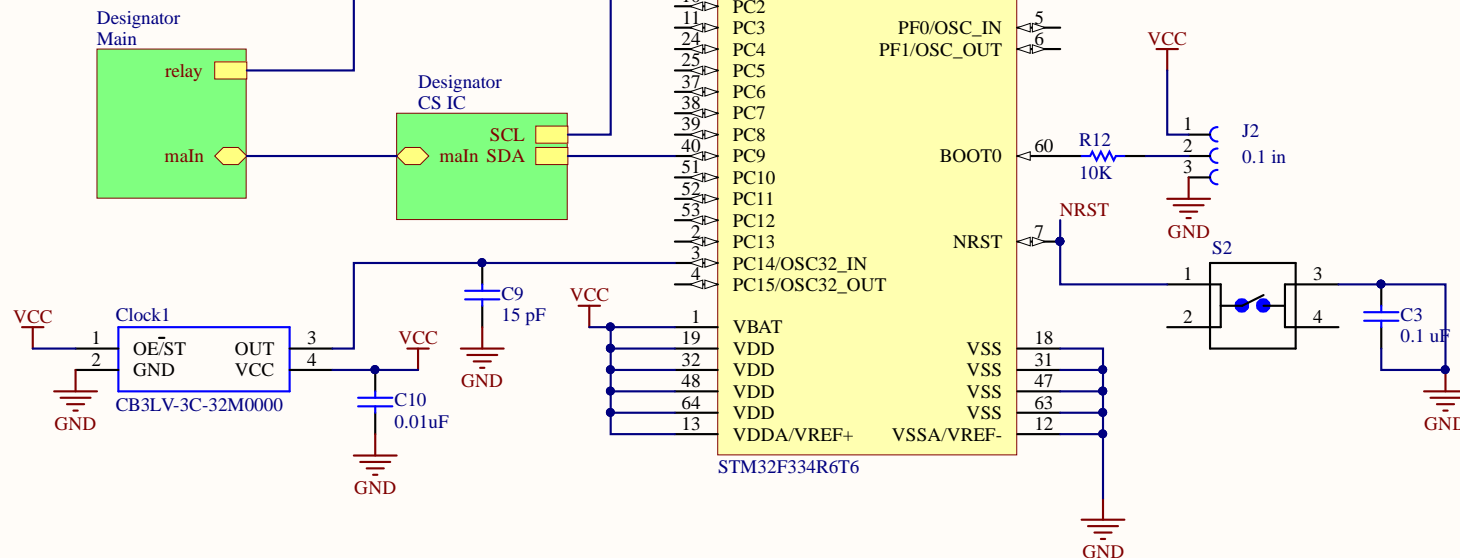 Designator
Main
relay
maIn
Designator
CS IC
SCL
maIn SDA
PC2
11 PC3
24 PC4
25 PC5
37 PC6
38 PC7
39 PC8
40 PC9
51 PC10
52 PC11
53 PC12
2 PC13
3 PC14/OSC32_IN
4 PC15/OSC32_OUT
1 VBAT
19 VDD
32 VDD
48 VDD
64 VDD
13 VDDA/VREF+
PF0/OSC_IN 5
PF1/OSC_OUT 6
BOOT0 60
NRST 7
VSS 18
VSS 31
VSS 47
VSS 63
VSSA/VREF- 12
STM32F334R6T6
VCC
R12
10K
1
2
3
J2
0.1 in
GND
NRST
S2
1
2
3
4
C3
0.1 uF
GND
GND
VCC
C9
15 pF
GND
VCC
Clock1
1 OE/ST
2 GND
OUT 3
VCC 4
CB3LV-3C-32M0000
GND
VCC
C10
0.01uF
GND